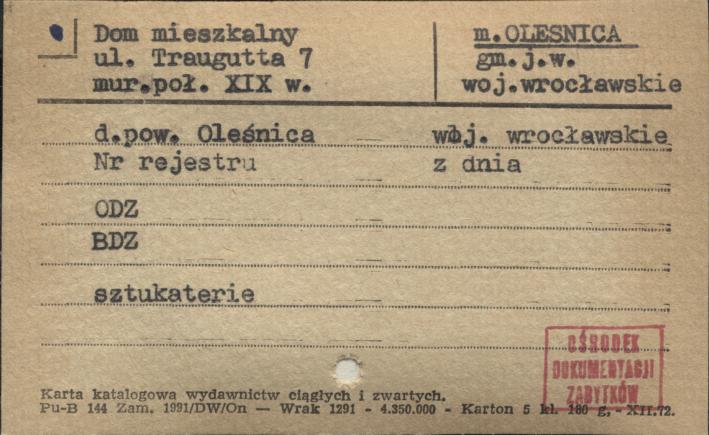 Dom mieszkalny
ul. Traugutta 7
mur.poł. XIX w.
m.OLESNICA
gm.j.w.
woj.wrocławskie
d.pow. Oleśnica woj. wrocławskie
Nr rejestru z dnia
ODZ
BDZ
sztukaterie
OŚRODEK
DOKUMENTACJI
ZABYTKÓW
Karta katalogowa wydawnictw ciągłych i zwartych.
Pu-B 144 Zam. 1991/DW/On — Wrak 1291 - 4.350.000 - Karton 5 kl. 180 g, - XII.72.